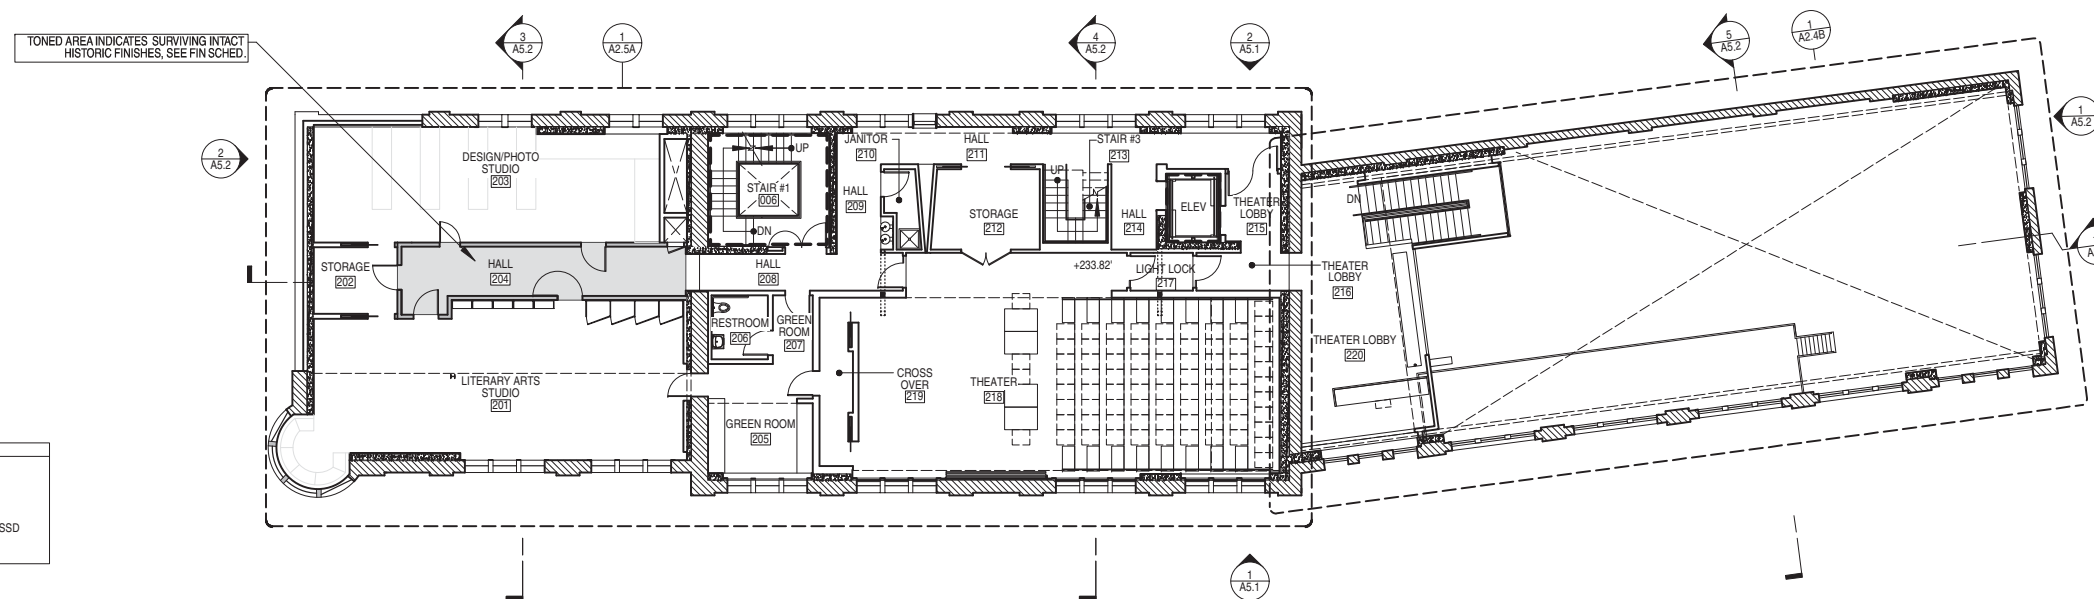 TONED AREA INDICATES SURVIVING INTACT
HISTORIC FINISHES, SEE FIN SCHED.
3
A5.2
1
A2.5A
4
A5.2
2
A5.1
5
A5.2
1
A2.4B
1
A5.2
2
A5.2
DESIGN/PHOTO
STUDIO
203
UP
STAIR #1
006
DN
JANITOR
210
HALL
211
STAIR #3
213
UP
HALL
209
STORAGE
212
HALL
214
ELEV
THEATER
LOBBY
215
DN
STORAGE
202
HALL
204
HALL
208
+233.82'
LIGHT LOCK
217
THEATER
LOBBY
216
RESTROOM
206
GREEN
ROOM
207
THEATER LOBBY
220
LITERARY ARTS
STUDIO
201
CROSS
OVER
219
THEATER
218
GREEN ROOM
205
SSD
1
A5.1